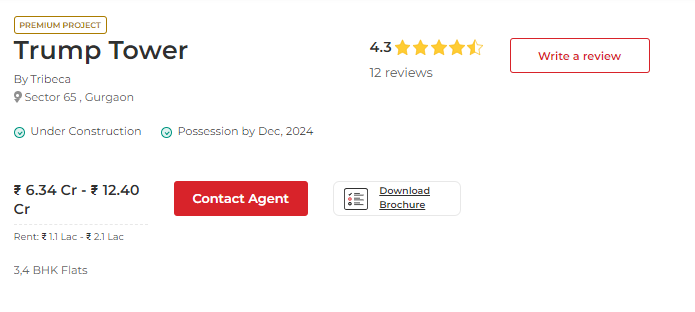 PREMIUM PROJECT
Trump Tower
By Tribeca
Sector 65 , Gurgaon
4.3
12 reviews
Write a review
Under Construction
Possession by Dec, 2024
₹ 6.34 Cr - ₹ 12.40
Cr
Rent: ₹ 1.1 Lac - ₹ 2.1 Lac
3,4 BHK Flats
Contact Agent
Download
Brochure